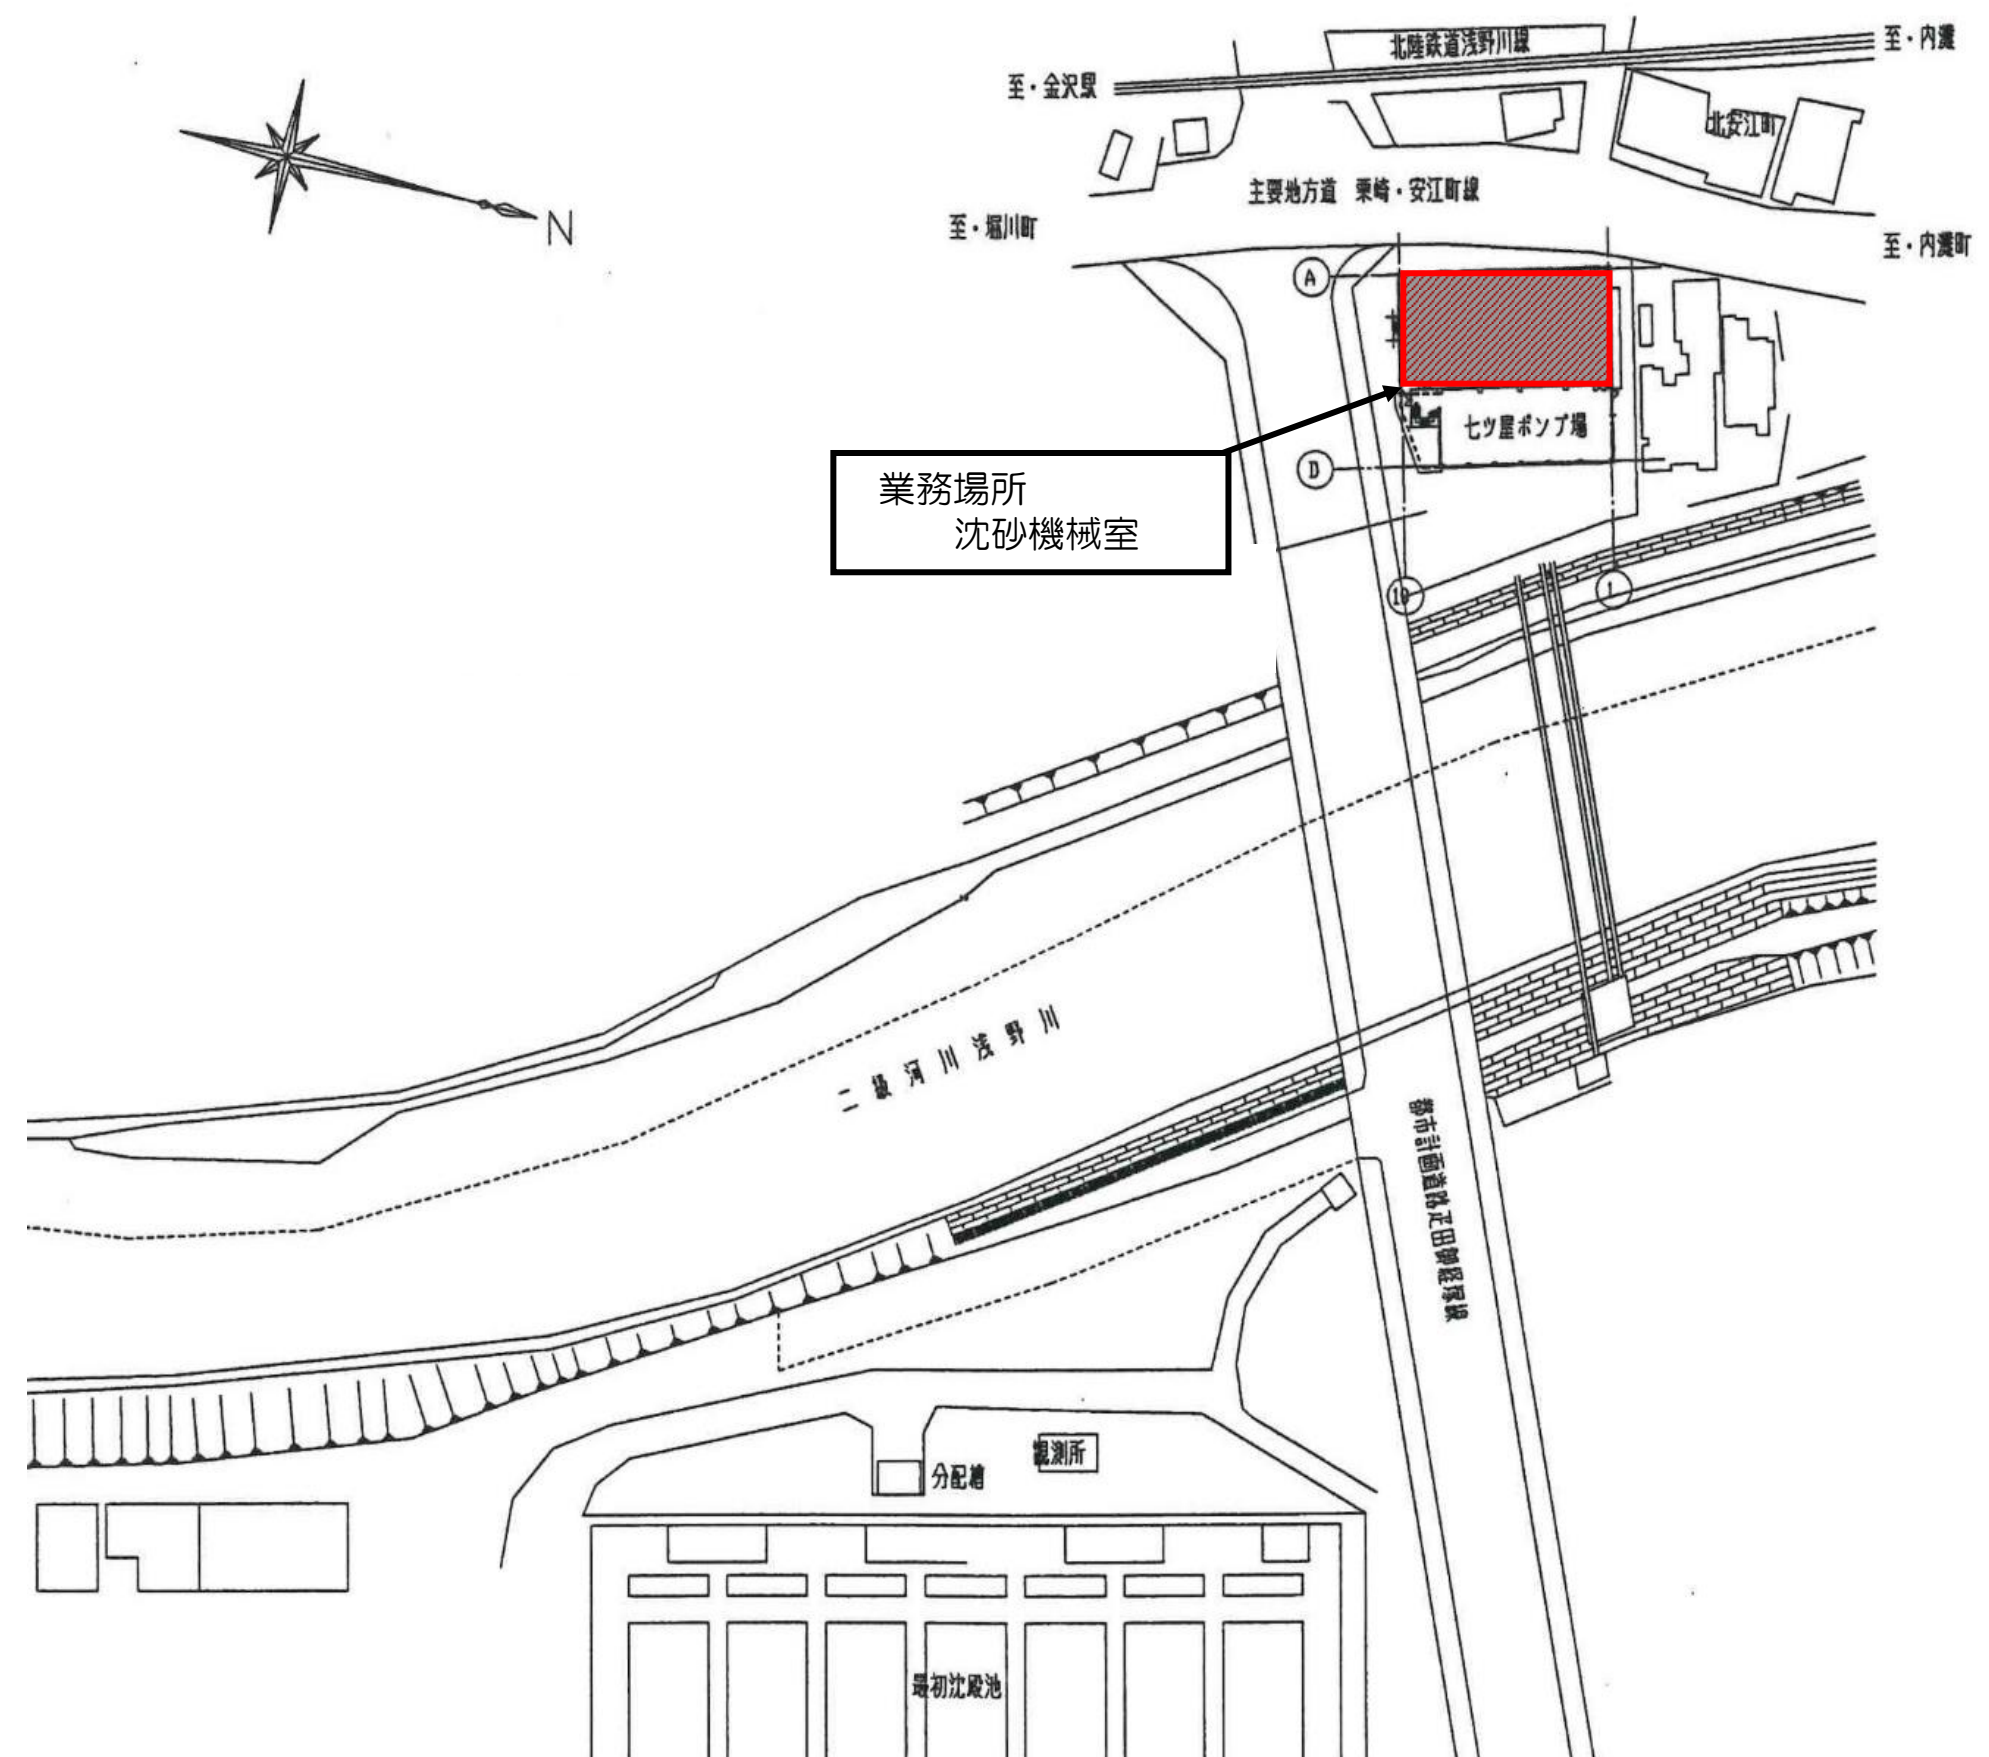 北陸鉄道浅野川線
至・内灘
至・金沢駅
北安江町
主要地方道 粟崎・安江町線
至・堀川町
至・内灘町
N
A
七ツ屋ポンプ場
D
業務場所
沈砂機械室
10
1
二級河川浅野川
都市計画道路疋田御経塚線
観測所
分配槽
最初沈殿池